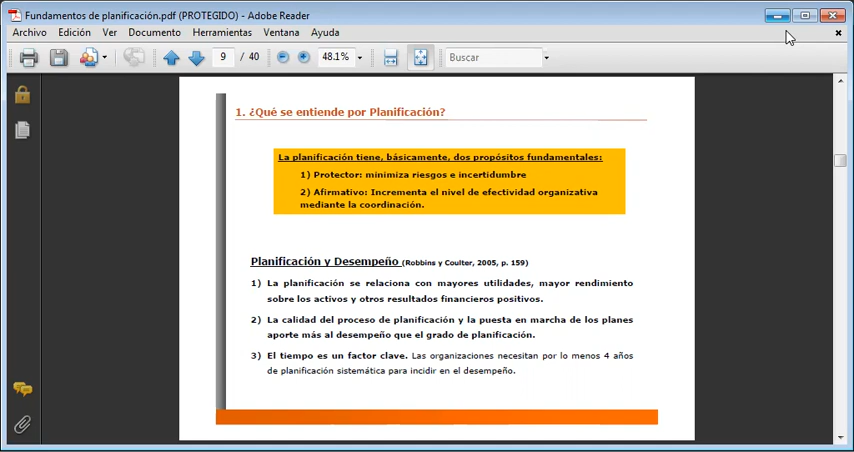 Fundamentos de planificación.pdf (PROTEGIDO) - Adobe Reader
Archivo Edición Ver Documento Herramientas Ventana Ayuda
9 / 40 48.1% Buscar
1. ¿Qué se entiende por Planificación?
La planificación tiene, básicamente, dos propósitos fundamentales:
1) Protector: minimiza riesgos e incertidumbre
2) Afirmativo: Incrementa el nivel de efectividad organizativa
mediante la coordinación.
Planificación y Desempeño (Robbins y Coulter, 2005, p. 159)
1) La planificación se relaciona con mayores utilidades, mayor rendimiento
sobre los activos y otros resultados financieros positivos.
2) La calidad del proceso de planificación y la puesta en marcha de los planes
aporte más al desempeño que el grado de planificación.
3) El tiempo es un factor clave. Las organizaciones necesitan por lo menos 4 años
de planificación sistemática para incidir en el desempeño.